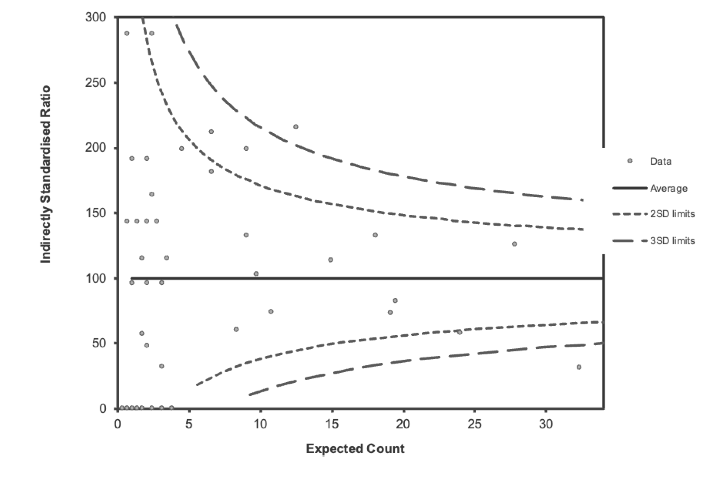 300
250
200
150
100
50
0
0 5 10 15 20 25 30
Indirectly Standardised Ratio
Expected Count
Data
Average
2SD limits
3SD limits